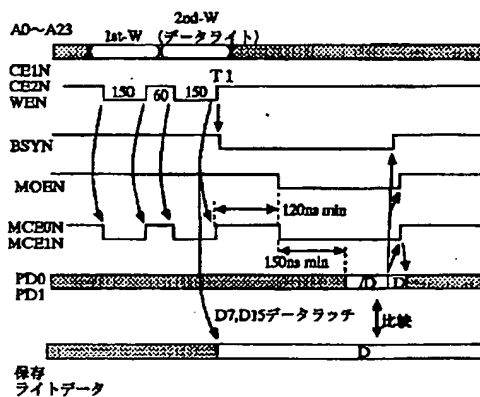 2nd-W
1st-W (データライト)
A0～A23
CE1N
CE2N
WEN
150 60 150 T1
BSYN
MOEN
120ns min
MCE0N
MCE1N
150ns min
PD0
PD1
/D D
D7,D15データラッチ
比較
D
保存
ライトデータ